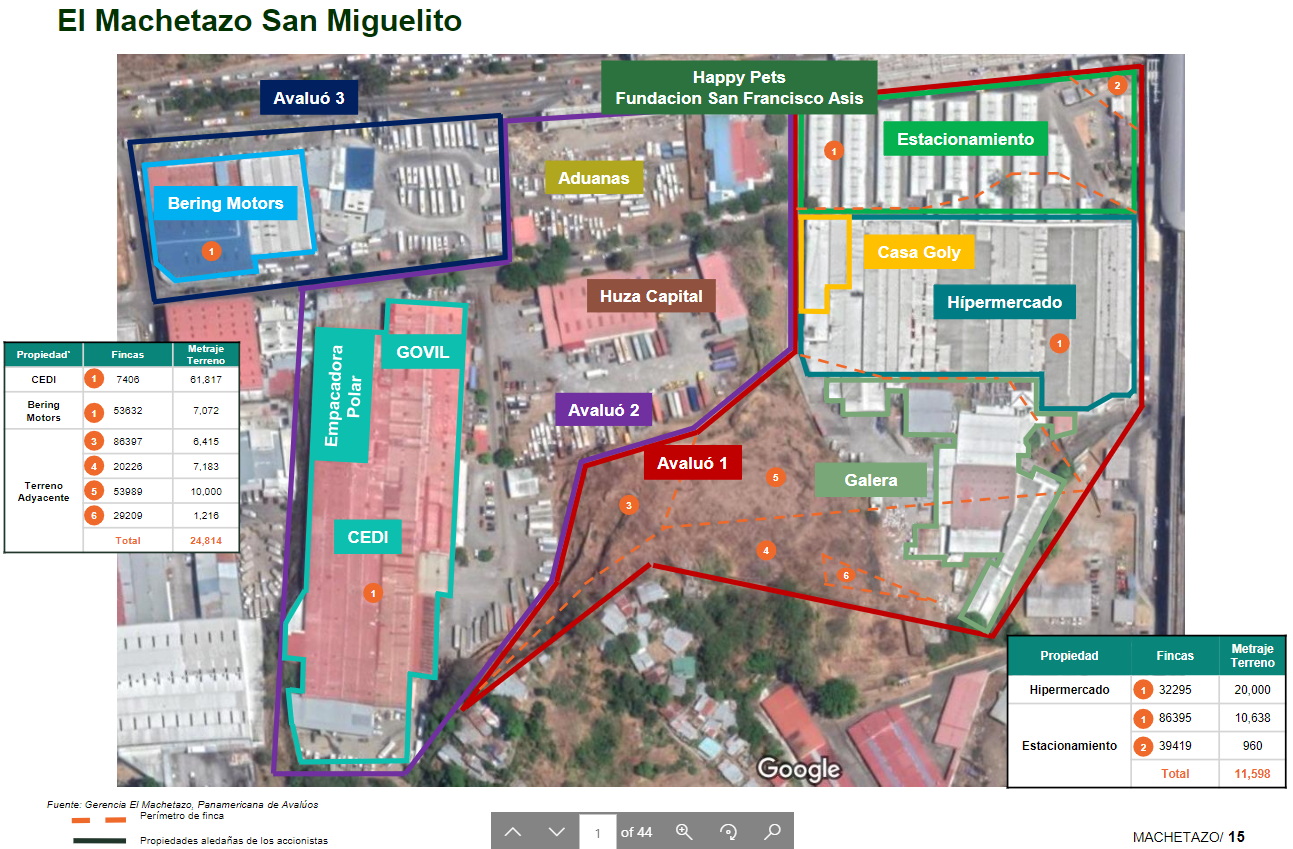 El Machetazo San Miguelito
Avaluó 3
Happy Pets
Fundacion San Francisco Asis
2
Estacionamiento
1
Aduanas
Bering Motors
1
Casa Goly
Huza Capital
Hípermercado
1
GOVIL
Empacadora
Polar
Avaluó 2
Avaluó 1
Galera
5
3
CEDI
4
6
1
Propiedad* Fincas Metraje
Terreno
CEDI 1 7406 61,817
Bering
Motors 1 53632 7,072
3 86397 6,415
4 20226 7,183
Terreno
Adyacente 5 53989 10,000
6 29209 1,216
Total 24,814
Propiedad Fincas Metraje
Terreno
Hipermercado 1 32295 20,000
1 86395 10,638
Estacionamiento
2 39419 960
Total 11,598
Google
Fuente: Gerencia El Machetazo, Panamericana de Avalúos
Perímetro de finca
Propiedades aledañas de los accionistas
1 of 44
MACHETAZO/ 15